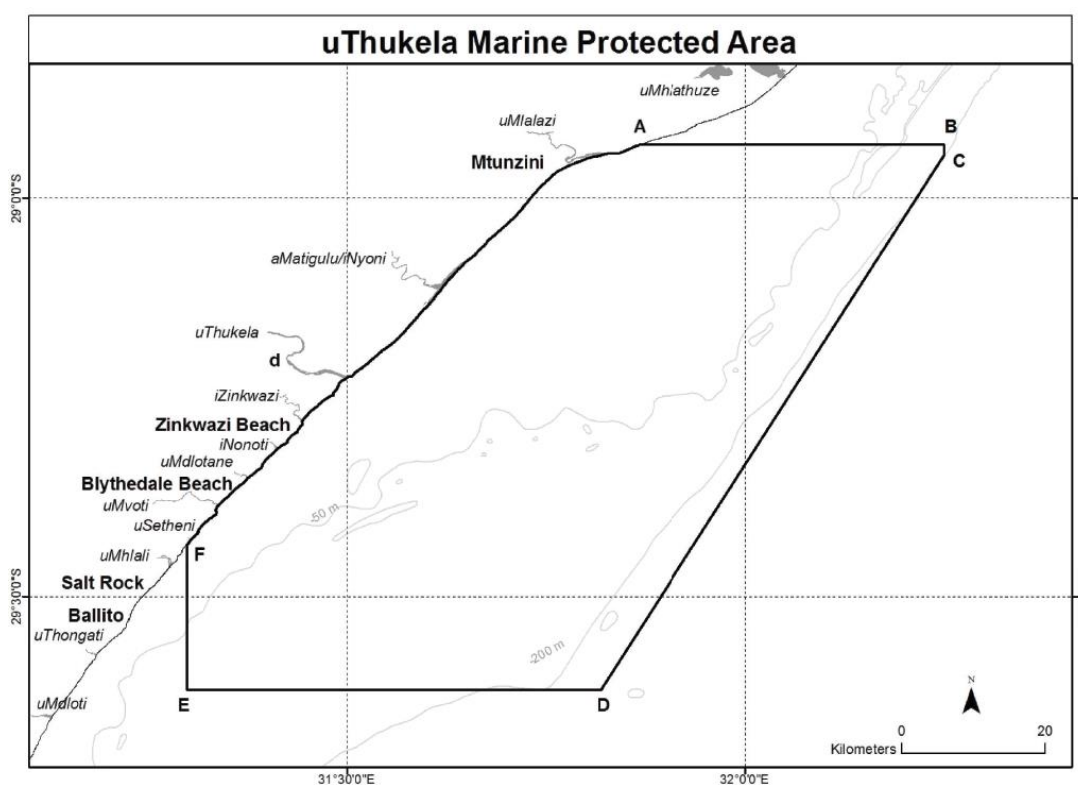 uThukela Marine Protected Area
uMhlathuze
uMlalazi
A
B
Mtunzini
C
29°0'0"S
aMatigulu/iNyoni
uThukela
d
iZinkwazi
Zinkwazi Beach
iNonoti
uMdlotane
Blythedale Beach
uMvoti
-50 m
uSetheni
F
uMhlali
Salt Rock
29°30'0"S
Ballito
uThongati
-200 m
N
uMdloti
E
D
0
20
Kilometers
31°30'0"E
32°0'0"E